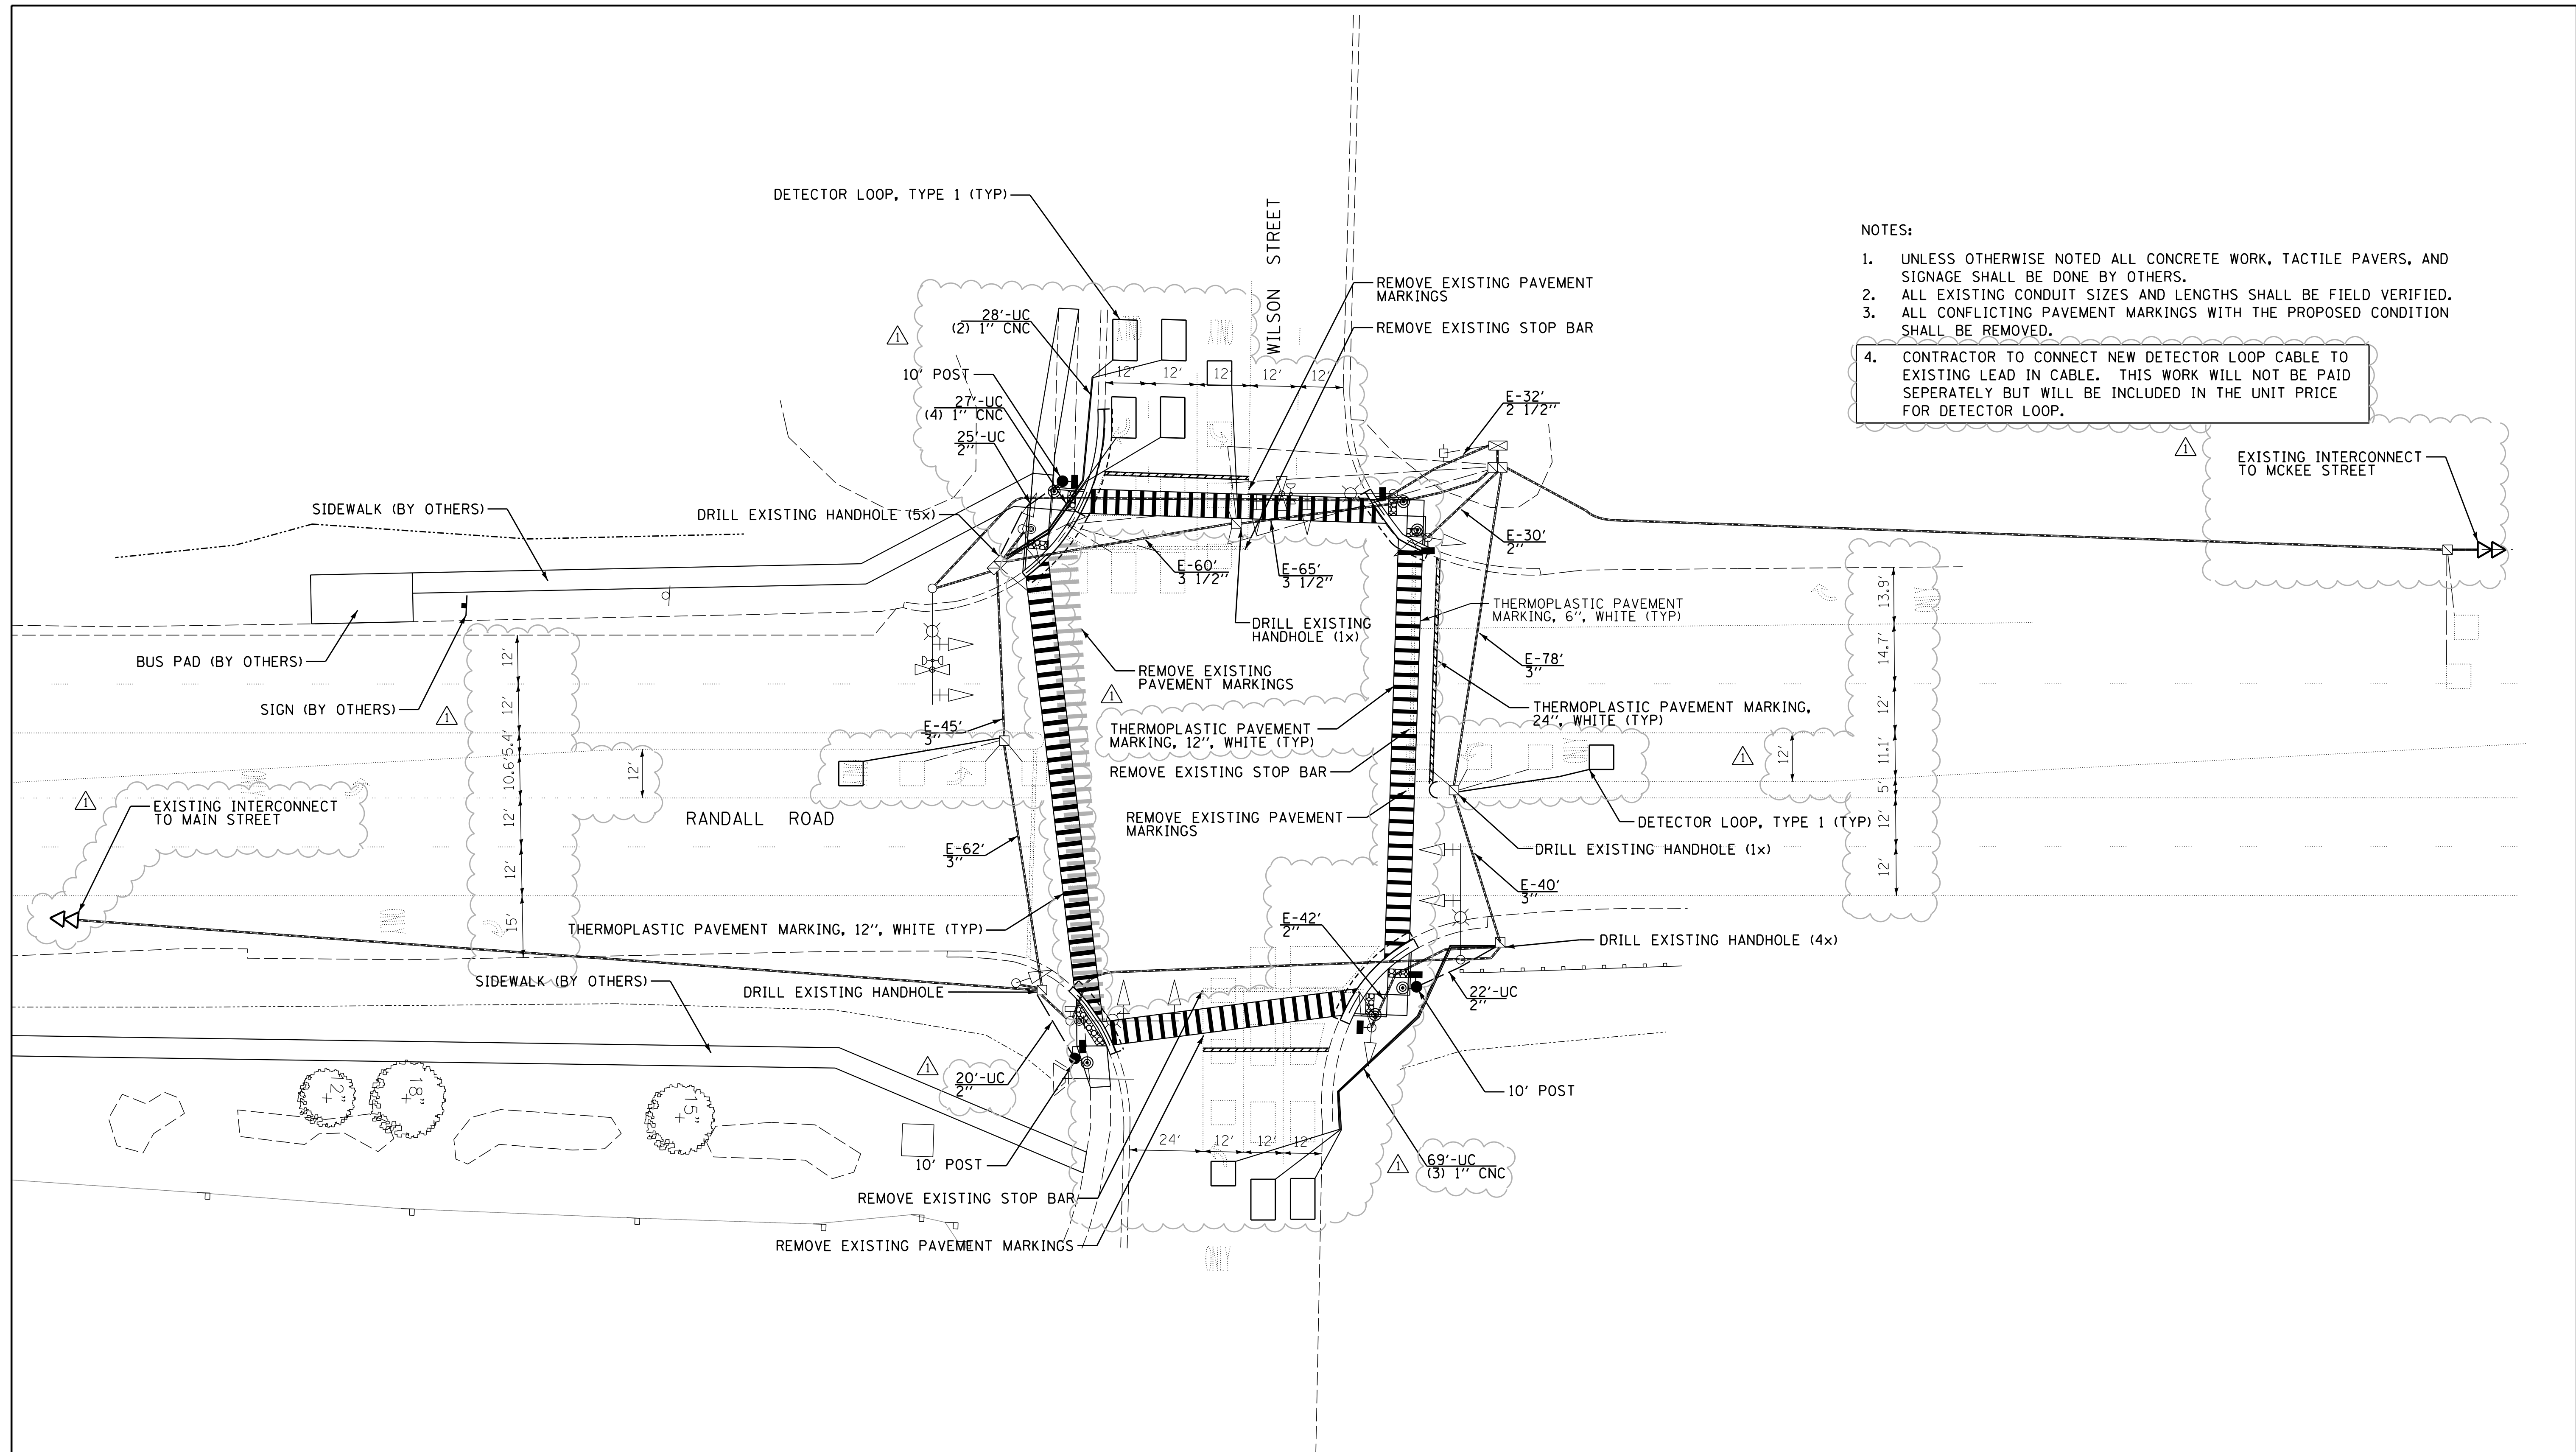 DETECTOR LOOP, TYPE 1 (TYP)
WILSON STREET
REMOVE EXISTING PAVEMENT
MARKINGS
REMOVE EXISTING STOP BAR
28'-UC
(2) 1" CNC
1
10' POST
27'-UC
(4) 1" CNC
25'-UC
2"
12'
12'
12'
12'
12'
NOTES:
1. UNLESS OTHERWISE NOTED ALL CONCRETE WORK, TACTILE PAVERS, AND
SIGNAGE SHALL BE DONE BY OTHERS.
2. ALL EXISTING CONDUIT SIZES AND LENGTHS SHALL BE FIELD VERIFIED.
3. ALL CONFLICTING PAVEMENT MARKINGS WITH THE PROPOSED CONDITION
SHALL BE REMOVED.
4. CONTRACTOR TO CONNECT NEW DETECTOR LOOP CABLE TO
EXISTING LEAD IN CABLE. THIS WORK WILL NOT BE PAID
SEPERATELY BUT WILL BE INCLUDED IN THE UNIT PRICE
FOR DETECTOR LOOP.
E-32'
2 1/2"
1
EXISTING INTERCONNECT
TO MCKEE STREET
SIDEWALK (BY OTHERS)
DRILL EXISTING HANDHOLE (5x)
E-30'
2"
E-60'
3 1/2"
E-65'
3 1/2"
DRILL EXISTING
HANDHOLE (1x)
THERMOPLASTIC PAVEMENT
MARKING, 6", WHITE (TYP)
BUS PAD (BY OTHERS)
SIGN (BY OTHERS)
1
12'
12'
5.4'
10.6'
12'
12'
15'
12'
REMOVE EXISTING
PAVEMENT MARKINGS
1
E-78'
3"
THERMOPLASTIC PAVEMENT MARKING,
24", WHITE (TYP)
E-45'
3"
THERMOPLASTIC PAVEMENT
MARKING, 12", WHITE (TYP)
REMOVE EXISTING STOP BAR
13.9'
14.7'
12'
11.1'
5'
12'
12'
12'
1
1
EXISTING INTERCONNECT
TO MAIN STREET
RANDALL ROAD
REMOVE EXISTING PAVEMENT
MARKINGS
DETECTOR LOOP, TYPE 1 (TYP)
DRILL EXISTING HANDHOLE (1x)
E-62'
3"
E-40'
3"
THERMOPLASTIC PAVEMENT MARKING, 12", WHITE (TYP)
E-42'
2"
DRILL EXISTING HANDHOLE (4x)
SIDEWALK (BY OTHERS)
DRILL EXISTING HANDHOLE
22'-UC
2"
1
20'-UC
2"
10' POST
12"
18"
15"
24'
12'
12'
12'
10' POST
1
69'-UC
(3) 1" CNC
REMOVE EXISTING STOP BAR
REMOVE EXISTING PAVEMENT MARKINGS
ONLY